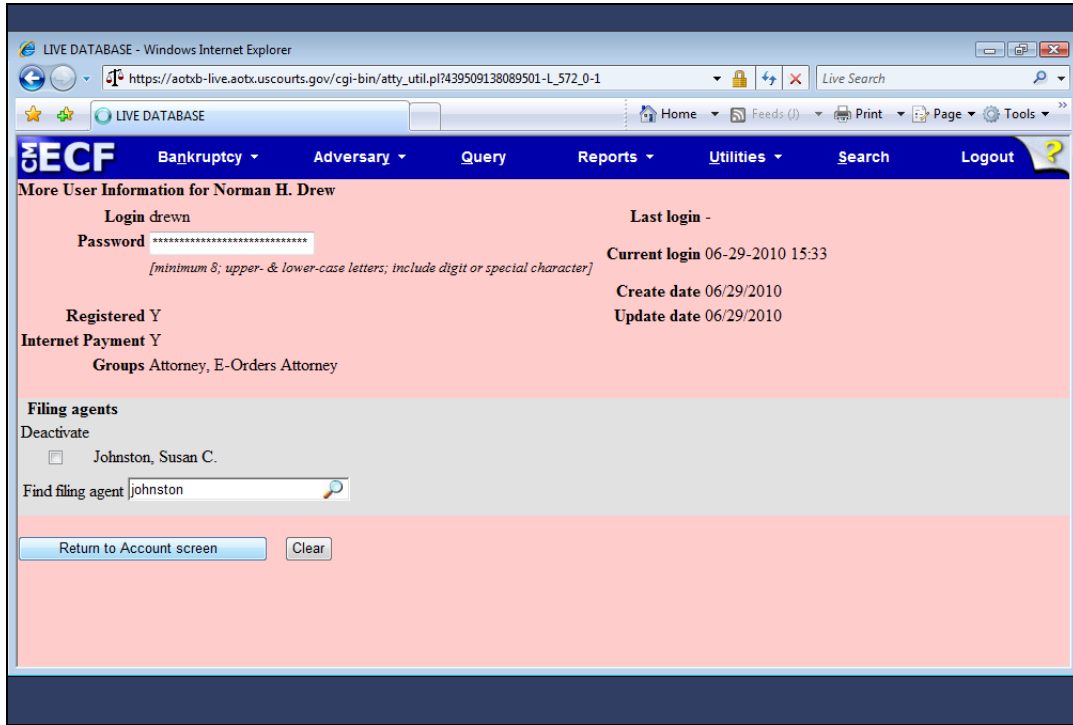 LIVE DATABASE - Windows Internet Explorer
https://aotxb-live.aotx.uscourts.gov/cgi-bin/atty_util.pl?439509138089501-L_572_0-1
Live Search
LIVE DATABASE
Home Feeds (J) Print Page Tools »
CM ECF Bankruptcy Adversary Query Reports Utilities Search Logout ?
More User Information for Norman H. Drew
Login drewn Last login -
Password ****************************** Current login 06-29-2010 15:33
[minimum 8; upper- & lower-case letters; include digit or special character]
Create date 06/29/2010
Registered Y Update date 06/29/2010
Internet Payment Y
Groups Attorney, E-Orders Attorney
Filing agents
Deactivate
Johnston, Susan C.
Find filing agent johnston
Return to Account screen Clear